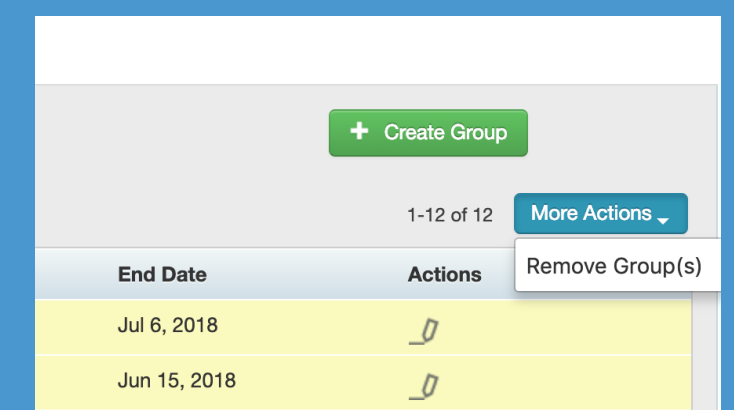 Create Group
1-12 of 12 More Actions
Remove Group(s)
End Date Actions
Jul 6, 2018
Jun 15, 2018